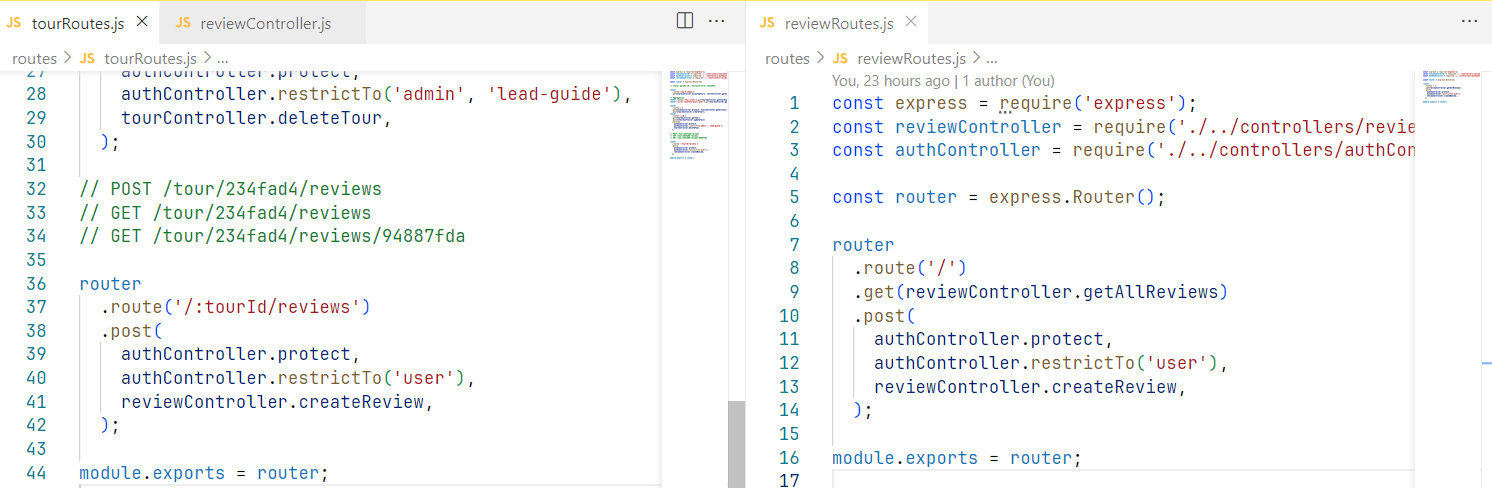 JS tourRoutes.js ×
JS reviewController.js
...
routes > JS tourRoutes.js > ...
27 authController.protect,
28 authController.restrictTo('admin', 'lead-guide'),
29 tourController.deleteTour,
30 );
31
32 // POST /tour/234fad4/reviews
33 // GET /tour/234fad4/reviews
34 // GET /tour/234fad4/reviews/94887fda
35
36 router
37 .route('/:tourId/reviews')
38 .post(
39 authController.protect,
40 authController.restrictTo('user'),
41 reviewController.createReview,
42 );
43
44 module.exports = router;
JS reviewRoutes.js ×
...
routes > JS reviewRoutes.js > ...
You, 23 hours ago | 1 author (You)
1 const express = require('express');
2 const reviewController = require('./../controllers/revie
3 const authController = require('./../controllers/authCon
4
5 const router = express.Router();
6
7 router
8 .route('/')
9 .get(reviewController.getAllReviews)
10 .post(
11 authController.protect,
12 authController.restrictTo('user'),
13 reviewController.createReview,
14 );
15
16 module.exports = router;
17